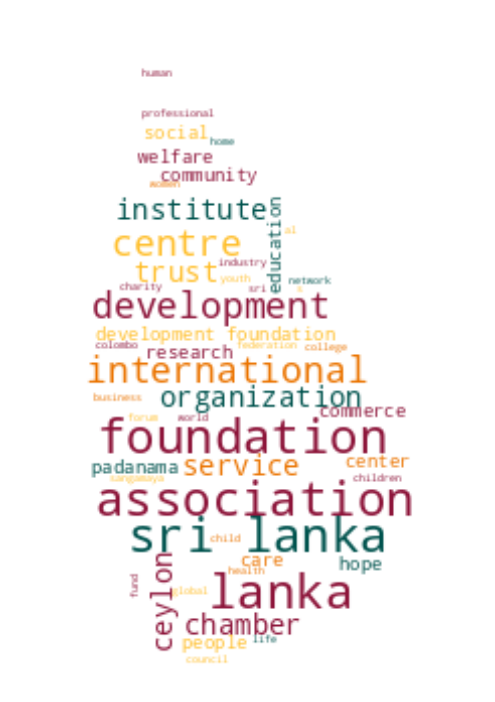 human
professional
social
home
welfare
community
women
institute
education
al
centre
industry
trust
youth
network
charity
sri
s
development
development foundation
colombo
research
federation
college
international
business
organization
commerce
forum
world
foundation
padanama
service
center
sangamaya
children
association
sri lanka
child
care
hope
health
fund
ceylon
global
lanka
chamber
people
life
council